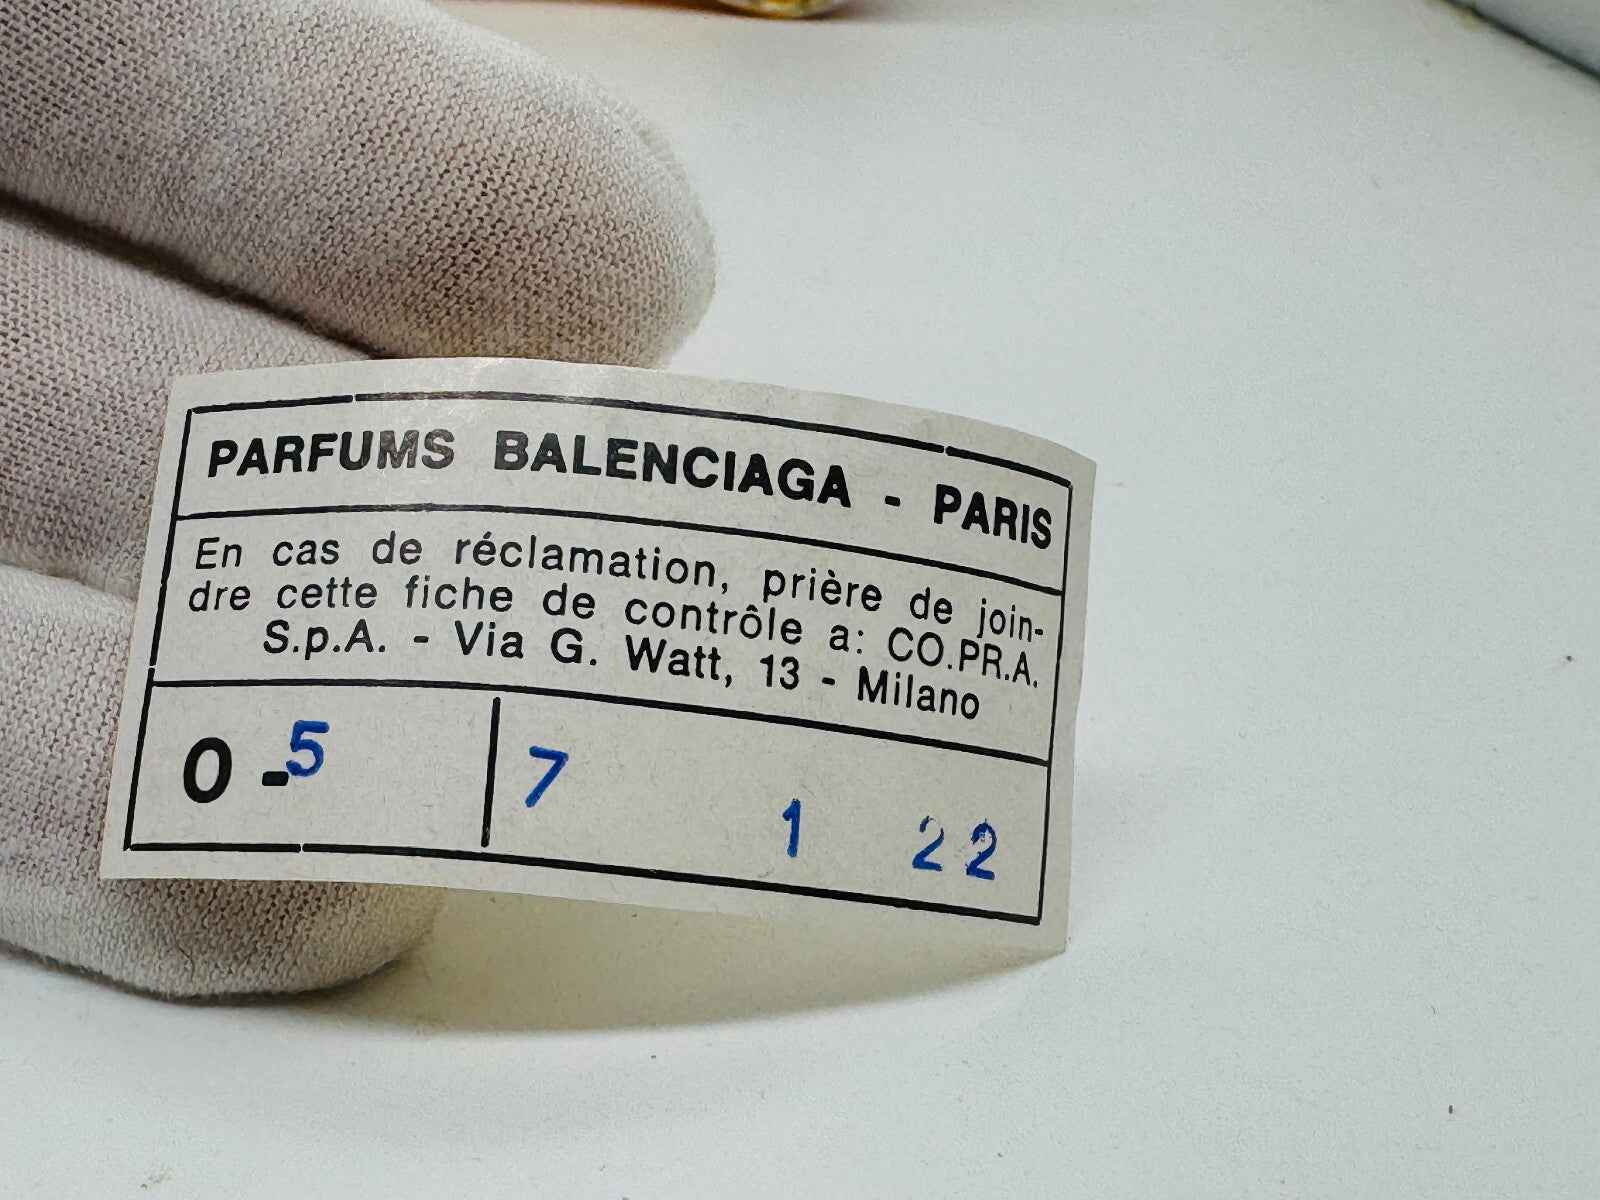 PARFUMS BALENCIAGA - PARIS
En cas de réclamation, prière de join-
dre cette fiche de contrôle a: CO.PR.A.
S.p.A. - Via G. Watt, 13 - Milano
O -5 7 1 22